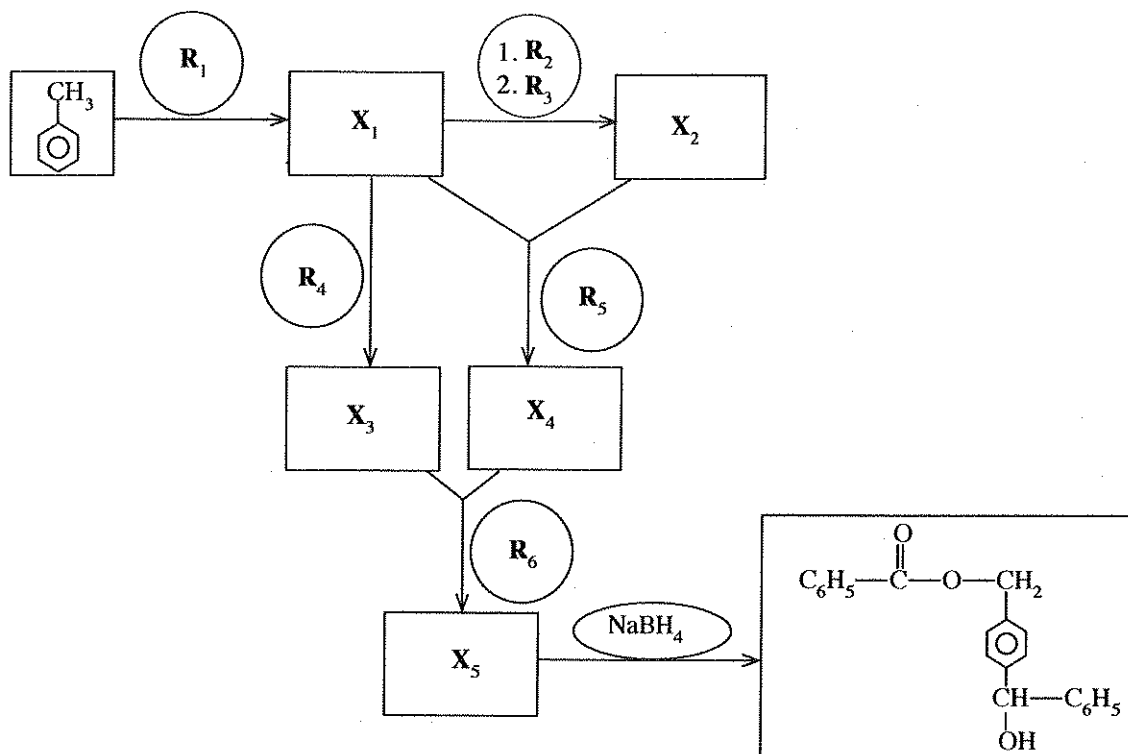 CH₃
R₁
X₁
1. R₂
2. R₃
X₂
R₄
R₅
X₃
X₄
R₆
X₅
NaBH₄
O
C₆H₅—C—O—CH₂
CH—C₆H₅
OH